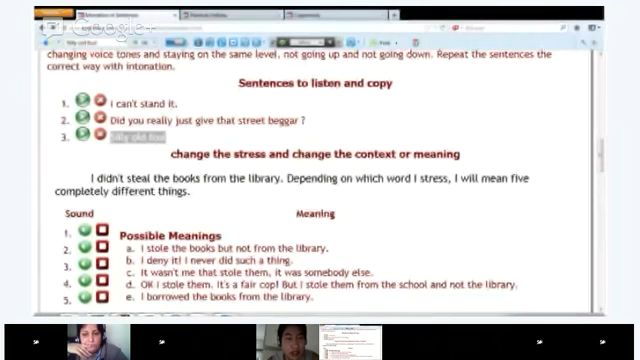 Google+
changing voice tones and staying on the same level, not going up and not going down. Repeat the sentences the
correct way with intonation.
Sentences to listen and copy
1. I can't stand it.
2. Did you really just give that street beggar ?
3. Silly old fool
change the stress and change the context or meaning
I didn't steal the books from the library. Depending on which word I stress, I will mean five
completely different things.
Sound Meaning
Possible Meanings
1.
2.
3.
4.
5.
a. I stole the books but not from the library.
b. I deny it! I never did such a thing.
c. It wasn't me that stole them, it was somebody else.
d. OK I stole them. It's a fair cop! But I stole them from the school and not the library.
e. I borrowed the books from the library.